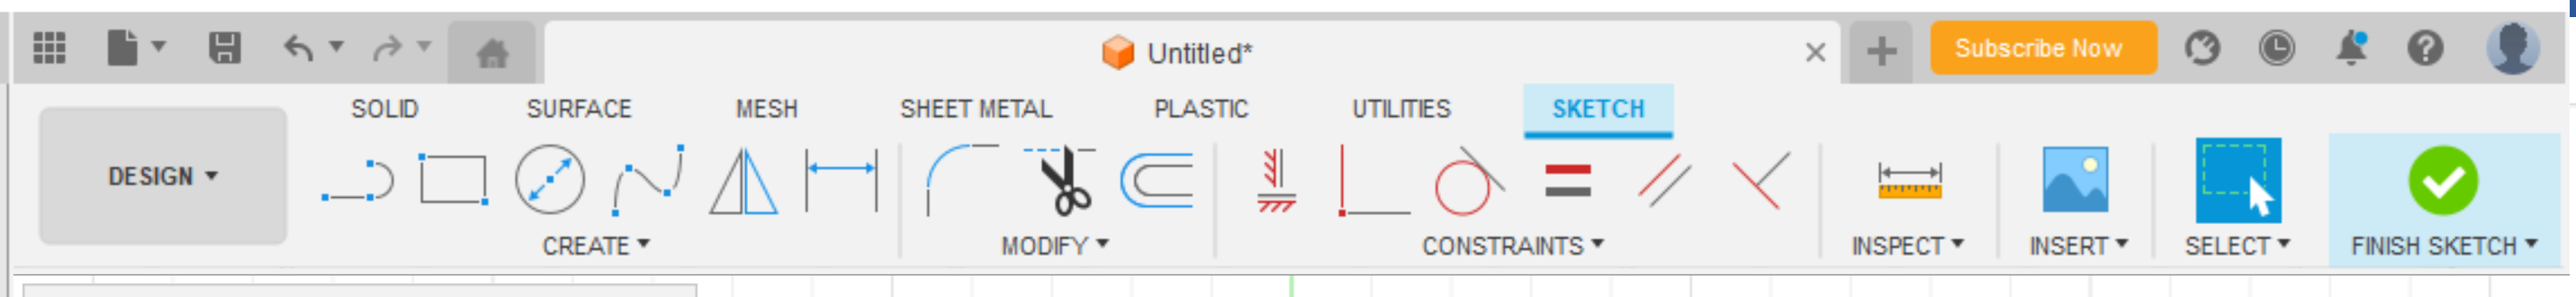 Untitled*
Subscribe Now
SOLID SURFACE MESH SHEET METAL PLASTIC UTILITIES SKETCH
DESIGN
CREATE MODIFY CONSTRAINTS INSPECT INSERT SELECT FINISH SKETCH